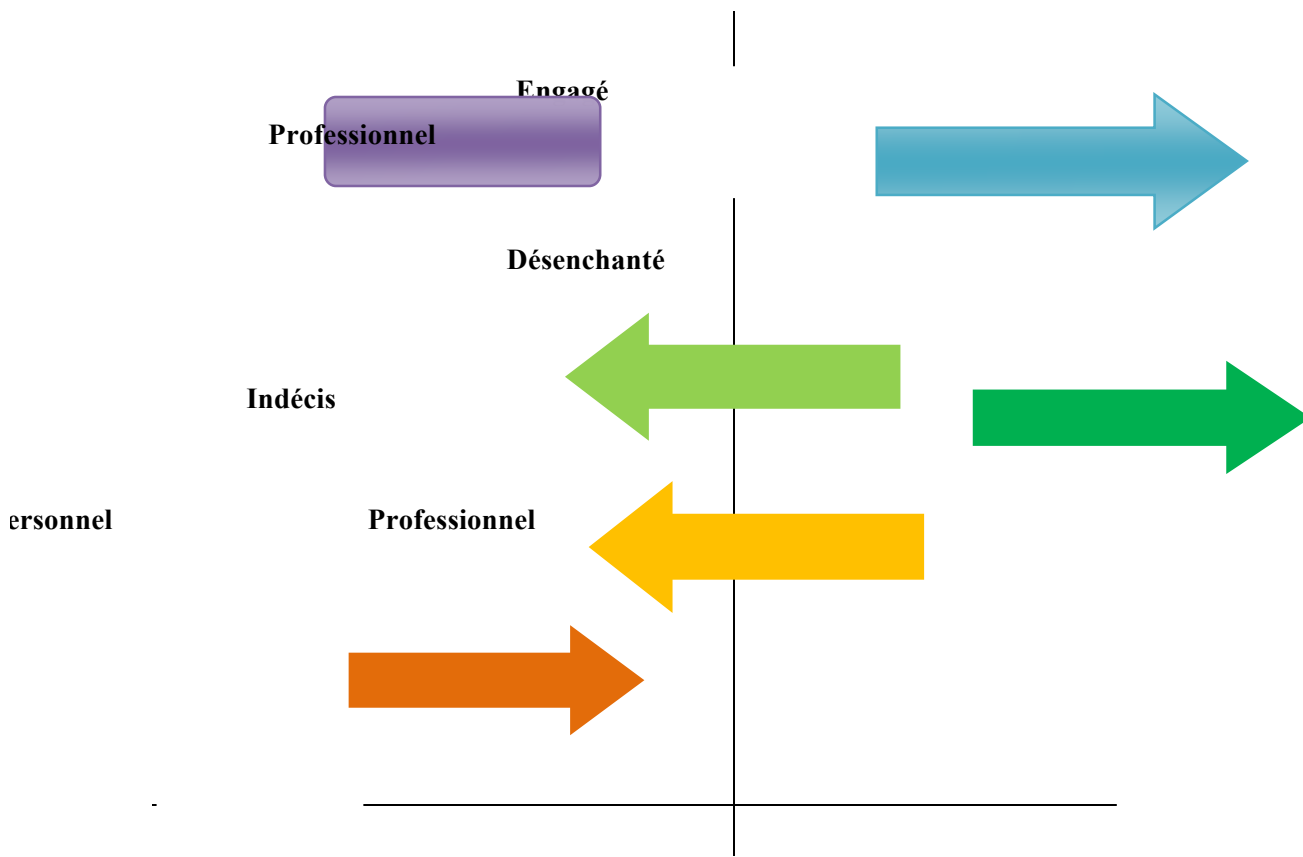 Engagé
Professionnel
Désenchanté
Indécis
ersonnel Professionnel